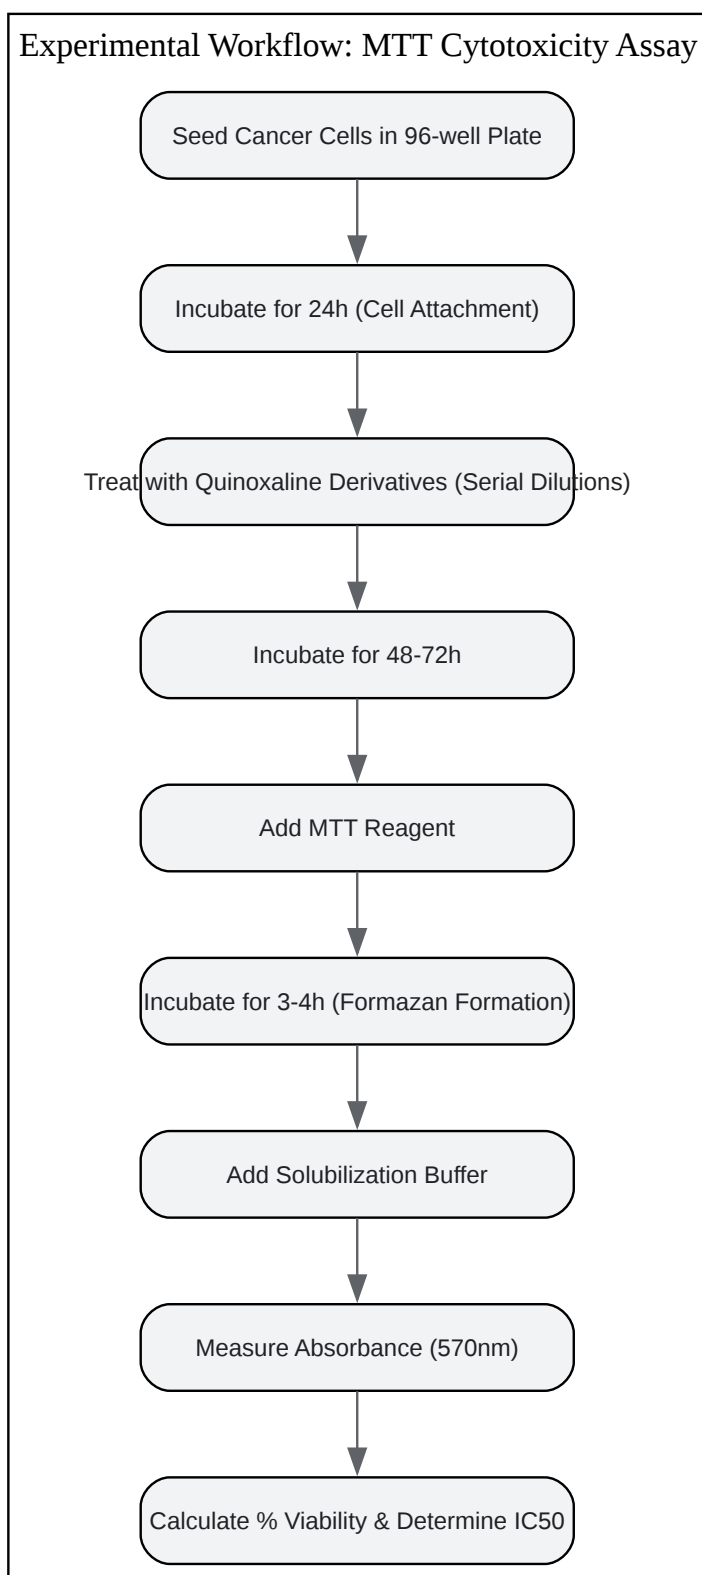 Experimental Workflow: MTT Cytotoxicity Assay
Seed Cancer Cells in 96-well Plate
Incubate for 24h (Cell Attachment)
Treat with Quinoxaline Derivatives (Serial Dilutions)
Incubate for 48-72h
Add MTT Reagent
Incubate for 3-4h (Formazan Formation)
Add Solubilization Buffer
Measure Absorbance (570nm)
Calculate % Viability & Determine IC50